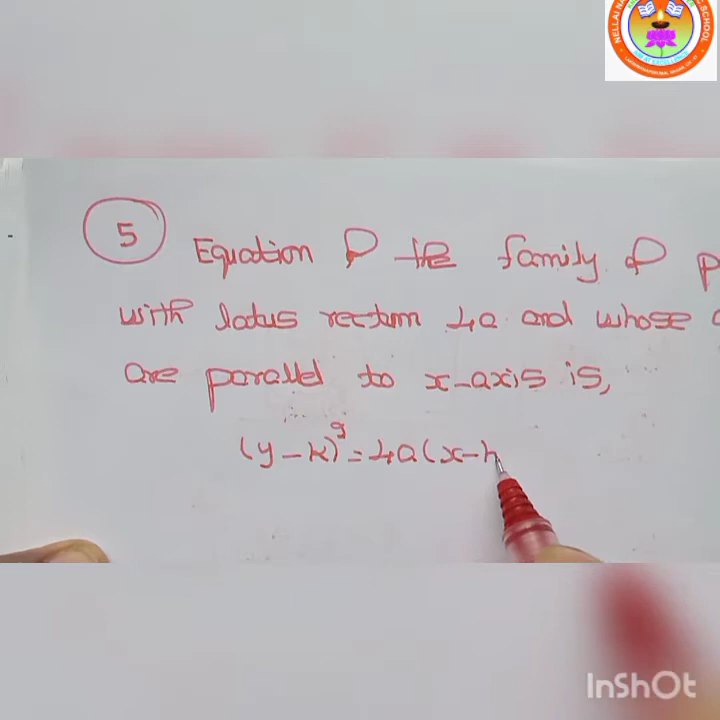 5 Equation of the family of P
with latus rectum 4a and whose a
are parallel to x-axis is,
(y-k)² = 4a(x-h
InShOt